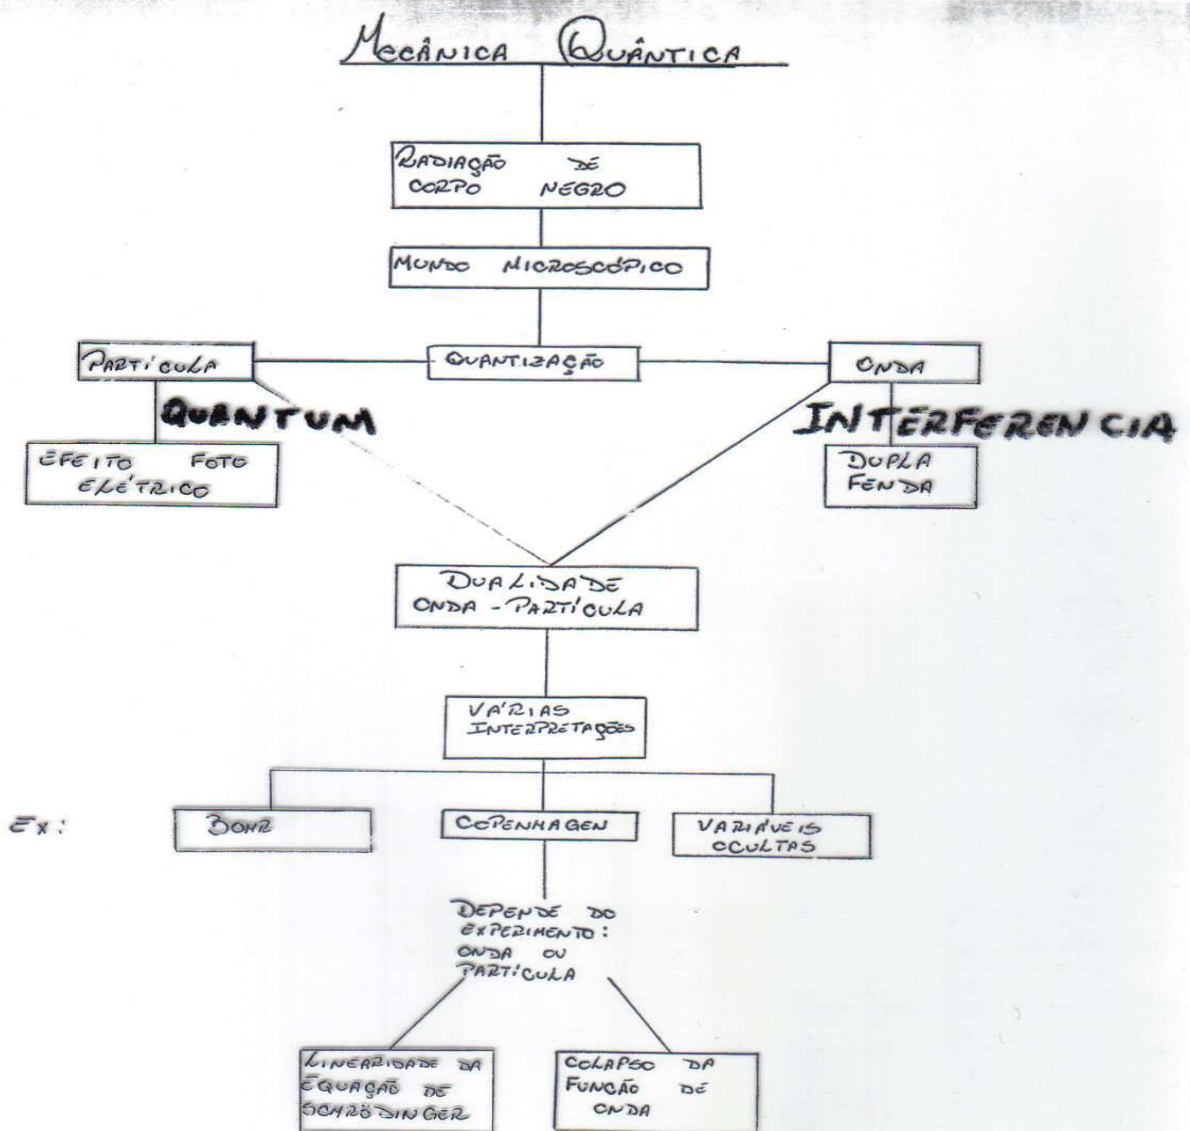 MECÂNICA QUÂNTICA
RADIAÇÃO DE
CORPO NEGRO
MUNDO MICROSCÓPICO
PARTÍCULA
QUANTIZAÇÃO
ONDA
QUANTUM
INTERFERENCIA
EFEITO FOTO
ELÉTRICO
DUPLA
FENDA
DUALIDADE
ONDA - PARTÍCULA
VÁRIAS
INTERPRETAÇÕES
Ex:
BOHR
COPENHAGEN
VARIÁVEIS
OCULTAS
DEPENDE DO
EXPERIMENTO:
ONDA OU
PARTÍCULA
LINEARIDADE DA
EQUAÇÃO DE
SCHRÖDINGER
COLAPSO DA
FUNÇÃO DE
ONDA